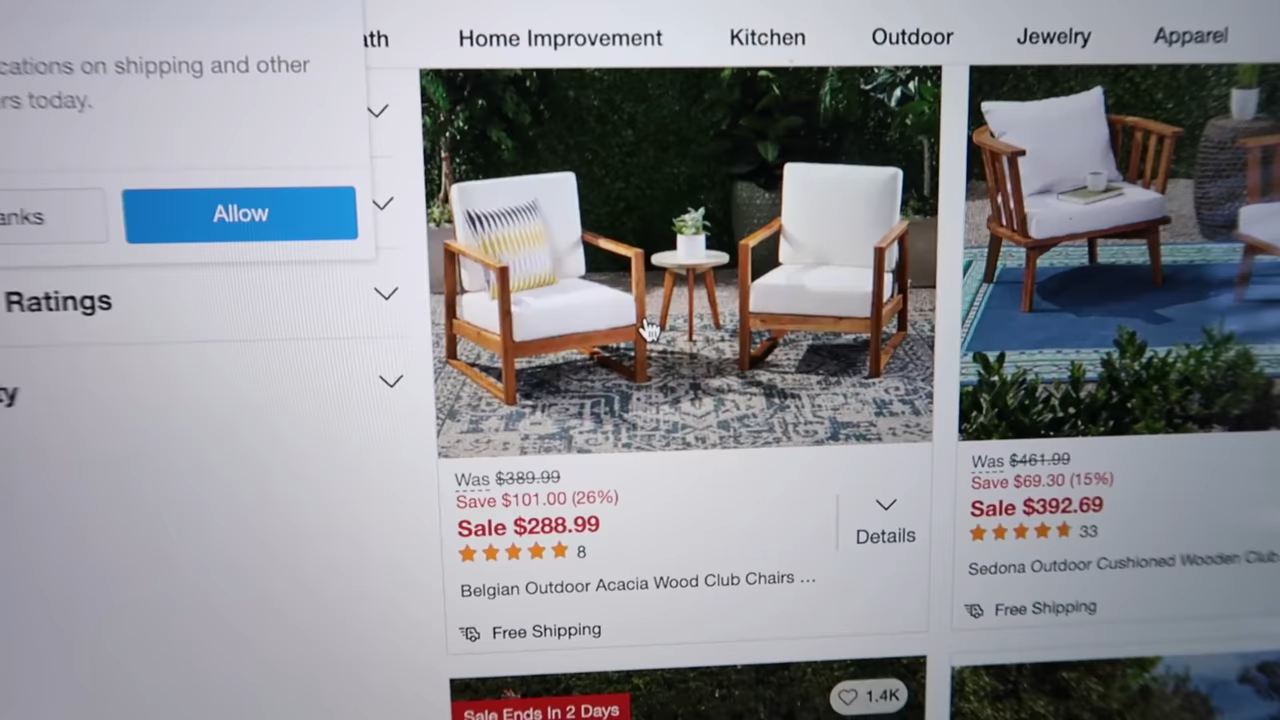 ath
Home Improvement
Kitchen
Outdoor
Jewelry
Apparel
cations on shipping and other
rs today.
anks
Allow
Ratings
ty
Was $389.99
Save $101.00 (26%)
Sale $288.99
8
Details
Belgian Outdoor Acacia Wood Club Chairs ...
Free Shipping
Was $461.99
Save $69.30 (15%)
Sale $392.69
33
Sedona Outdoor Cushioned Wooden Club
Free Shipping
Sale Ends In 2 Days
1.4K